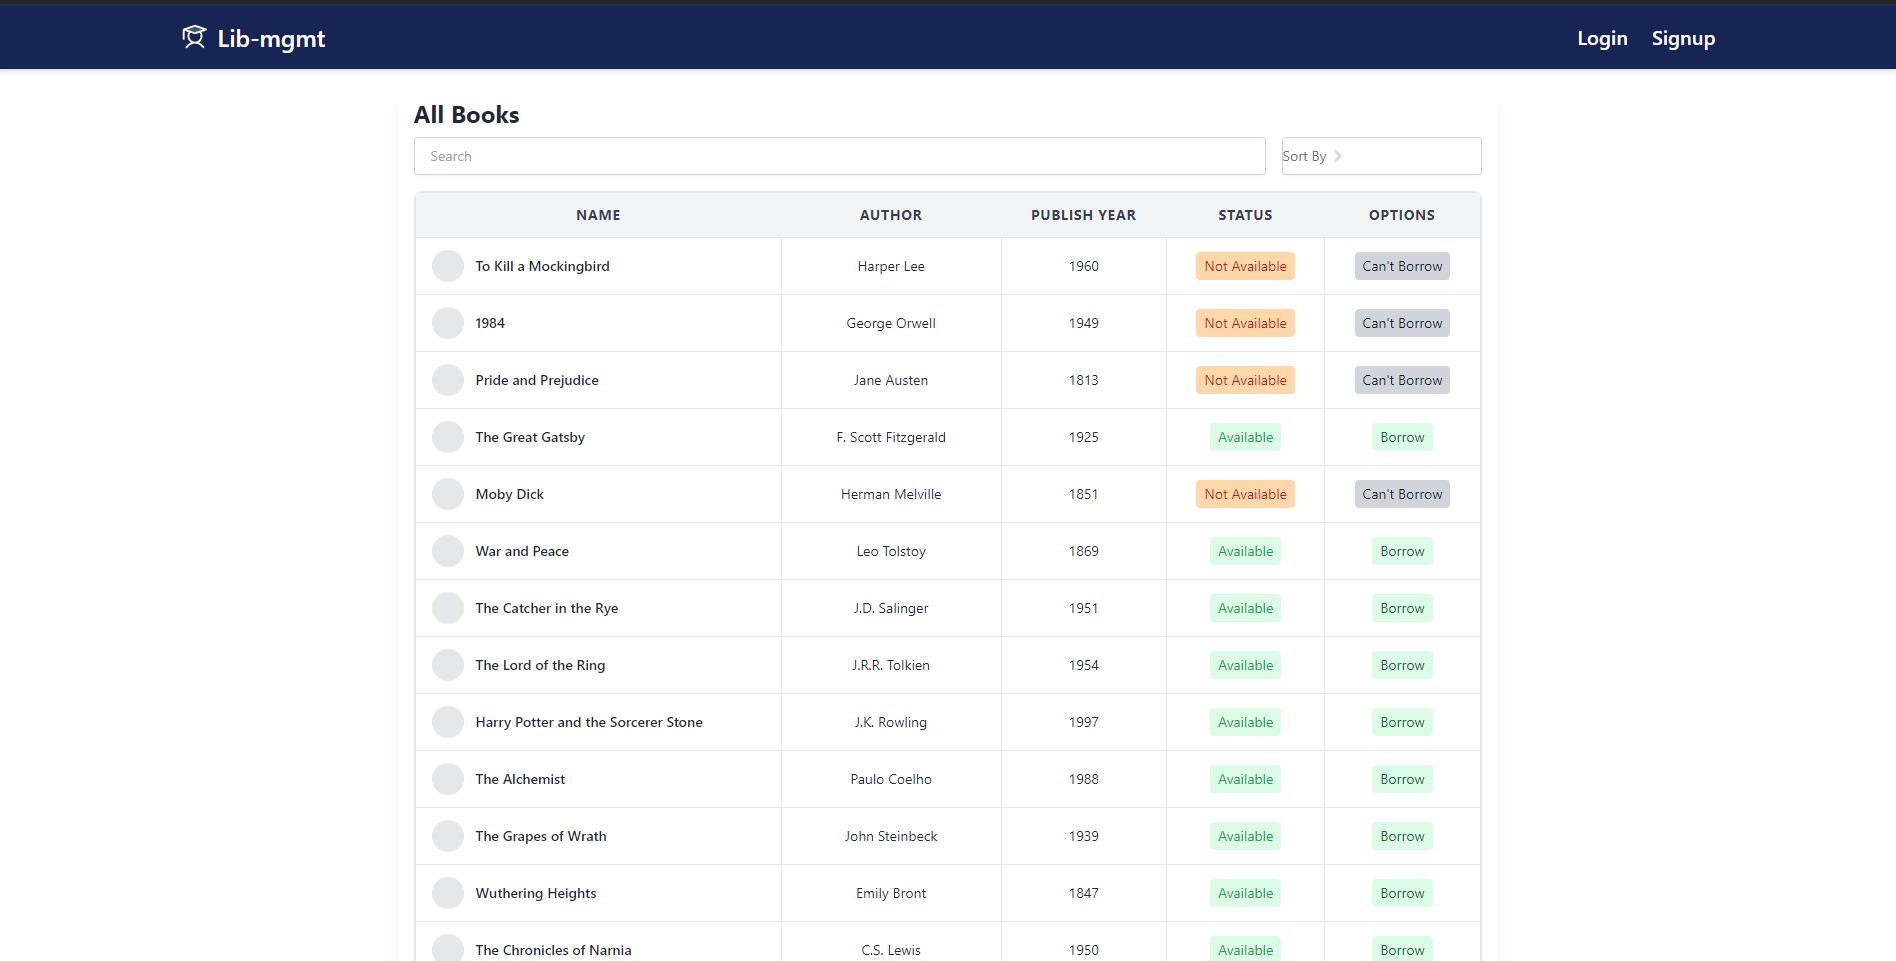 Lib-mgmt Login Signup
All Books
Search Sort By
NAME AUTHOR PUBLISH YEAR STATUS OPTIONS
To Kill a Mockingbird Harper Lee 1960 Not Available Can't Borrow
1984 George Orwell 1949 Not Available Can't Borrow
Pride and Prejudice Jane Austen 1813 Not Available Can't Borrow
The Great Gatsby F. Scott Fitzgerald 1925 Available Borrow
Moby Dick Herman Melville 1851 Not Available Can't Borrow
War and Peace Leo Tolstoy 1869 Available Borrow
The Catcher in the Rye J.D. Salinger 1951 Available Borrow
The Lord of the Ring J.R.R. Tolkien 1954 Available Borrow
Harry Potter and the Sorcerer Stone J.K. Rowling 1997 Available Borrow
The Alchemist Paulo Coelho 1988 Available Borrow
The Grapes of Wrath John Steinbeck 1939 Available Borrow
Wuthering Heights Emily Bront 1847 Available Borrow
The Chronicles of Narnia C.S. Lewis 1950 Available Borrow